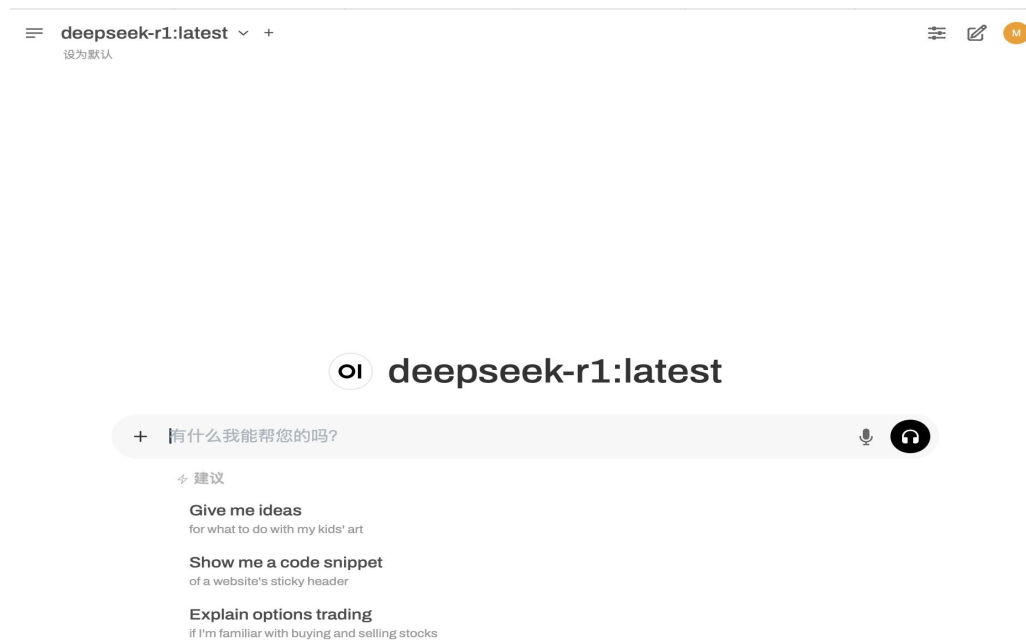 deepseek-r1:latest
设为默认
M
OI deepseek-r1:latest
有什么我能帮您的吗?
建议
Give me ideas
for what to do with my kids' art
Show me a code snippet
of a website's sticky header
Explain options trading
if I'm familiar with buying and selling stocks